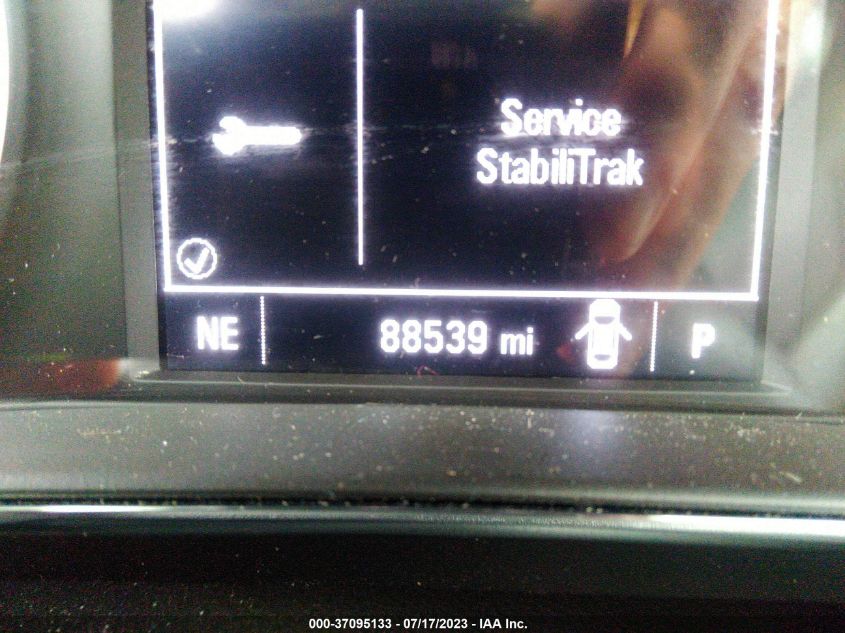 Service
StabiliTrak
NE 88539 mi P
000-37095133 - 07/17/2023 - IAA Inc.